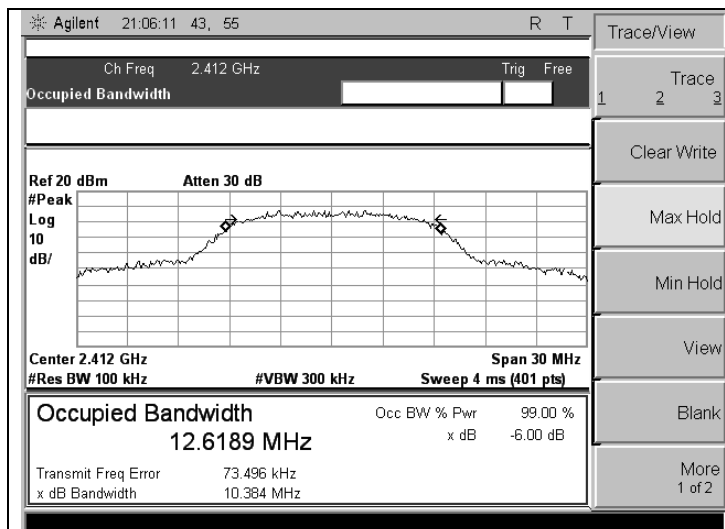 Agilent 21:06:11 43, 55 R T
Ch Freq 2.412 GHz Trig Free
Occupied Bandwidth
Ref 20 dBm Atten 30 dB
#Peak
Log
10
dB/
Center 2.412 GHz Span 30 MHz
#Res BW 100 kHz #VBW 300 kHz Sweep 4 ms (401 pts)
Occupied Bandwidth
12.6189 MHz
Occ BW % Pwr 99.00 %
x dB -6.00 dB
Transmit Freq Error 73.496 kHz
x dB Bandwidth 10.384 MHz
Trace/View
Trace
1 2 3
Clear Write
Max Hold
Min Hold
View
Blank
More
1 of 2